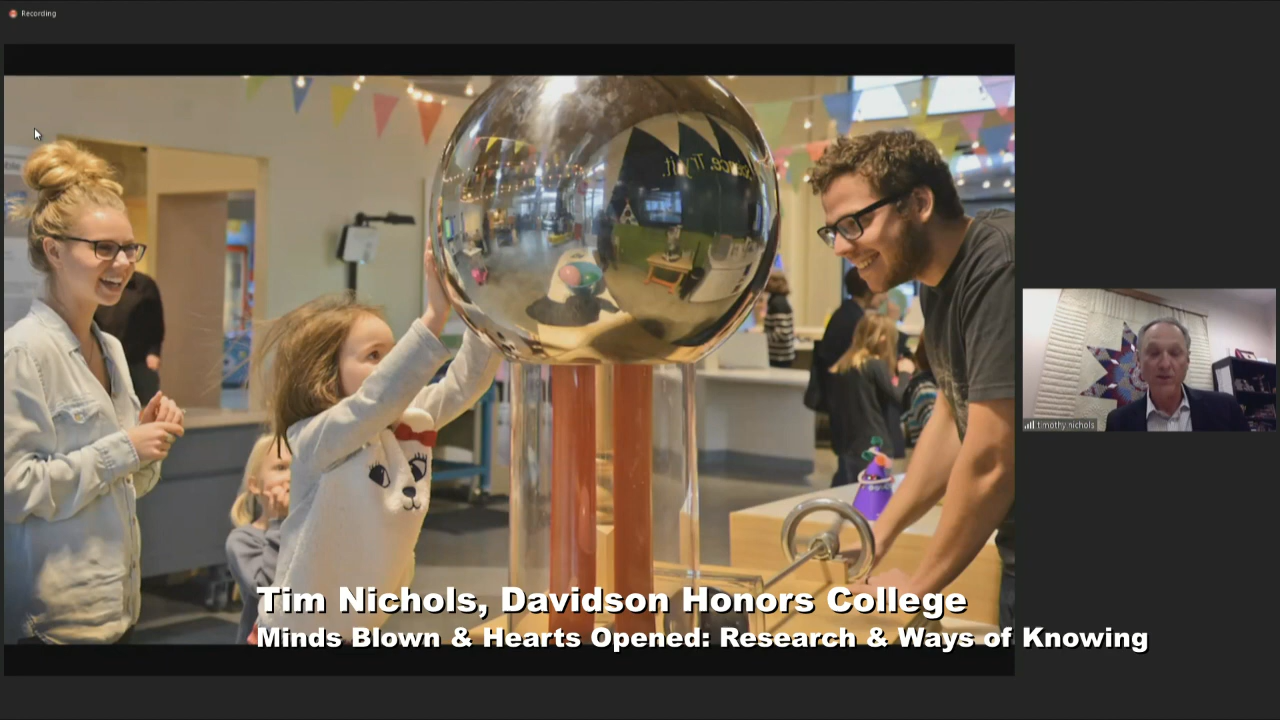 Recording
timothy nichols
Tim Nichols, Davidson Honors College
Minds Blown & Hearts Opened: Research & Ways of Knowing